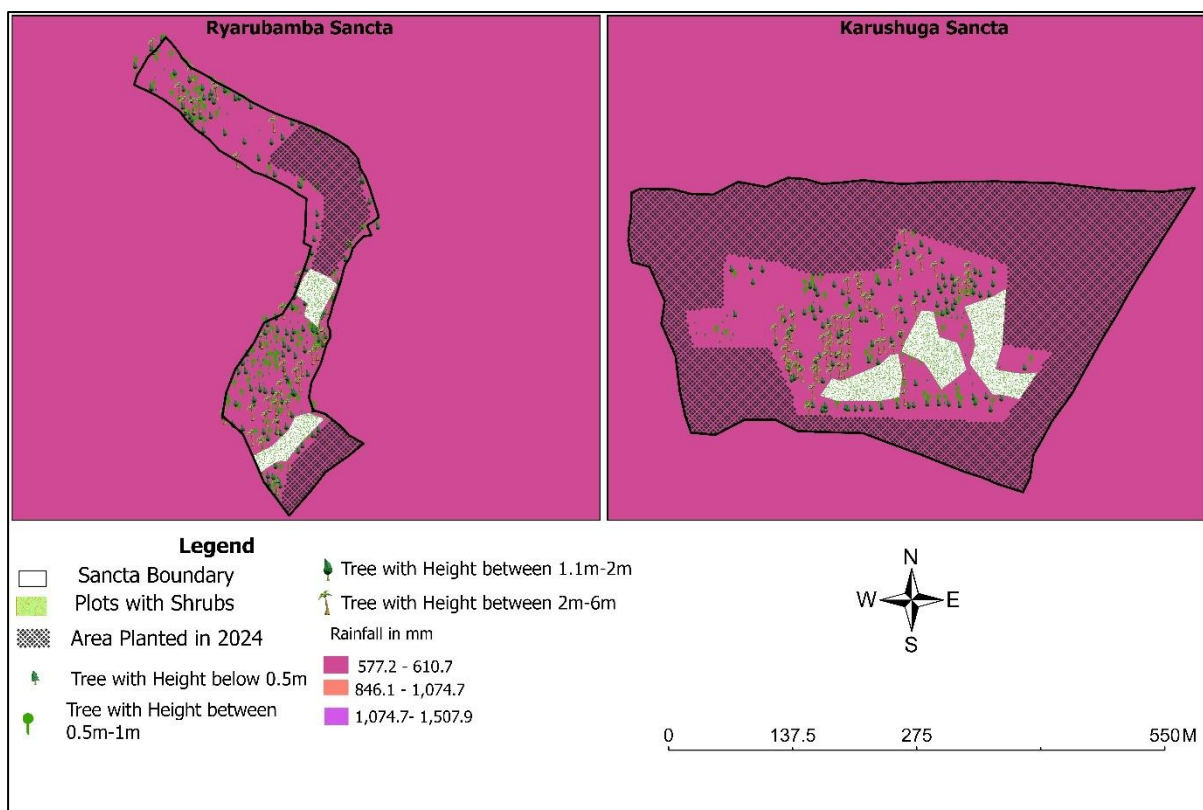 Ryarubamba Sancta
Karushuga Sancta
Legend
Sancta Boundary
Plots with Shrubs
Area Planted in 2024
Tree with Height below 0.5m
Tree with Height between
0.5m-1m
Tree with Height between 1.1m-2m
Tree with Height between 2m-6m
Rainfall in mm
577.2 - 610.7
846.1 - 1,074.7
1,074.7- 1,507.9
N
W E
S
0 137.5 275 550M